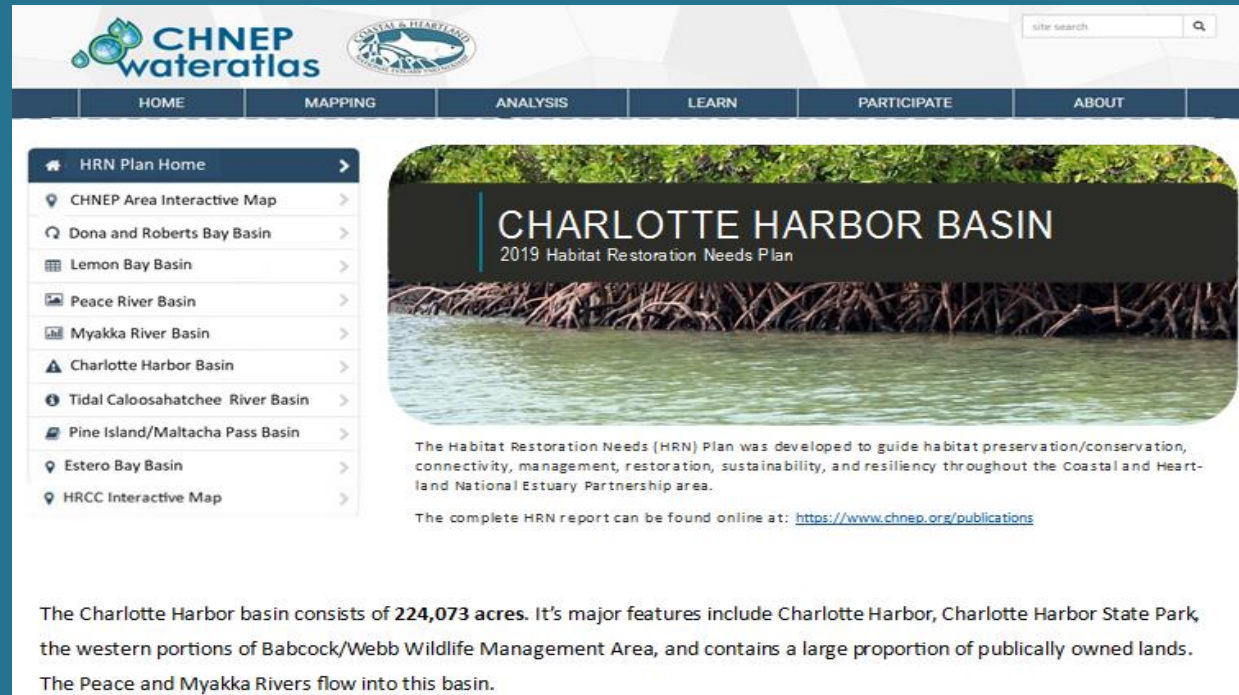 CHNEP
wateratlas
COASTAL & HEARTLAND
NATIONAL ESTUARY PARTNERSHIP
site search
HOME MAPPING ANALYSIS LEARN PARTICIPATE ABOUT
HRN Plan Home
CHNEP Area Interactive Map
Dona and Roberts Bay Basin
Lemon Bay Basin
Peace River Basin
Myakka River Basin
Charlotte Harbor Basin
Tidal Caloosahatchee River Basin
Pine Island/Maltacha Pass Basin
Estero Bay Basin
HRCC Interactive Map
CHARLOTTE HARBOR BASIN
2019 Habitat Restoration Needs Plan
The Habitat Restoration Needs (HRN) Plan was developed to guide habitat preservation/conservation,
connectivity, management, restoration, sustainability, and resiliency throughout the Coastal and Heart-
land National Estuary Partnership area.
The complete HRN report can be found online at: https://www.chnep.org/publications
The Charlotte Harbor basin consists of 224,073 acres. It’s major features include Charlotte Harbor, Charlotte Harbor State Park,
the western portions of Babcock/Webb Wildlife Management Area, and contains a large proportion of publically owned lands.
The Peace and Myakka Rivers flow into this basin.